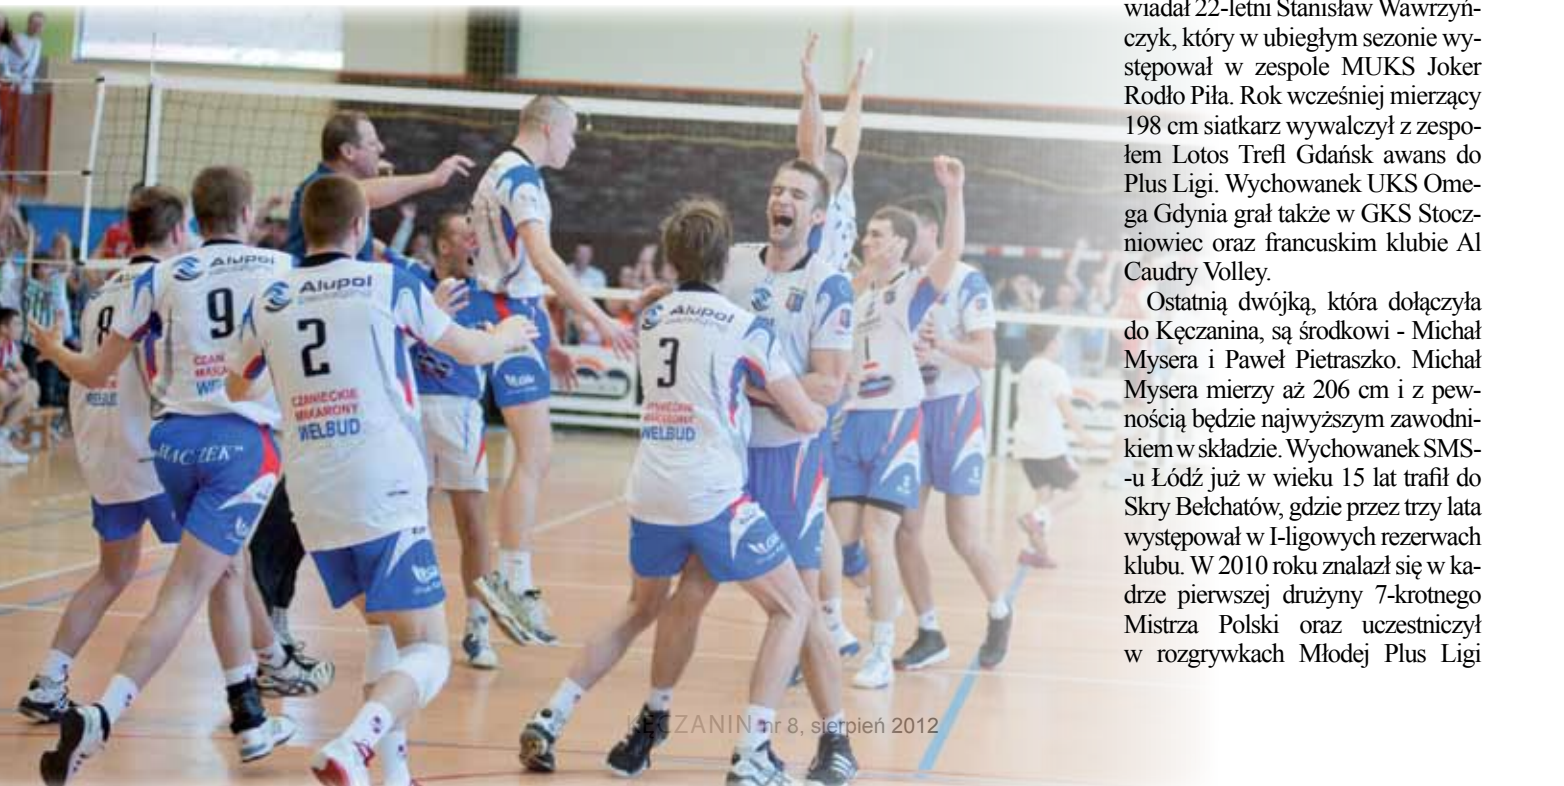 wiadał 22-letni Stanisław Wawrzyń-
czyk, który w ubiegłym sezonie wy-
stępował w zespole MUKS Joker
Rodło Piła. Rok wcześniej mierzący
198 cm siatkarz wywalczył z zespo-
łem Lotos Trefl Gdańsk awans do
Plus Ligi. Wychowanek UKS Ome-
ga Gdynia grał także w GKS Stocz-
niowiec oraz francuskim klubie Al
Caudry Volley.
Ostatnią dwójką, która dołączyła
do Kęczanina, są środkowi - Michał
Mysera i Paweł Pietraszko. Michał
Mysera mierzy aż 206 cm i z pew-
nością będzie najwyższym zawodni-
kiem w składzie. Wychowanek SMS-
-u Łódź już w wieku 15 lat trafił do
Skry Bełchatów, gdzie przez trzy lata
występował w I-ligowych rezerwach
klubu. W 2010 roku znalazł się w ka-
drze pierwszej drużyny 7-krotnego
Mistrza Polski oraz uczestniczył
w rozgrywkach Młodej Plus Ligi
8
WELBUD
Alupol
9
Alupol
2
CZANIECKIE
MAKARONY
WELBUD
Alupol
3
WELBUD
KĘCZANIN nr 8, sierpień 2012